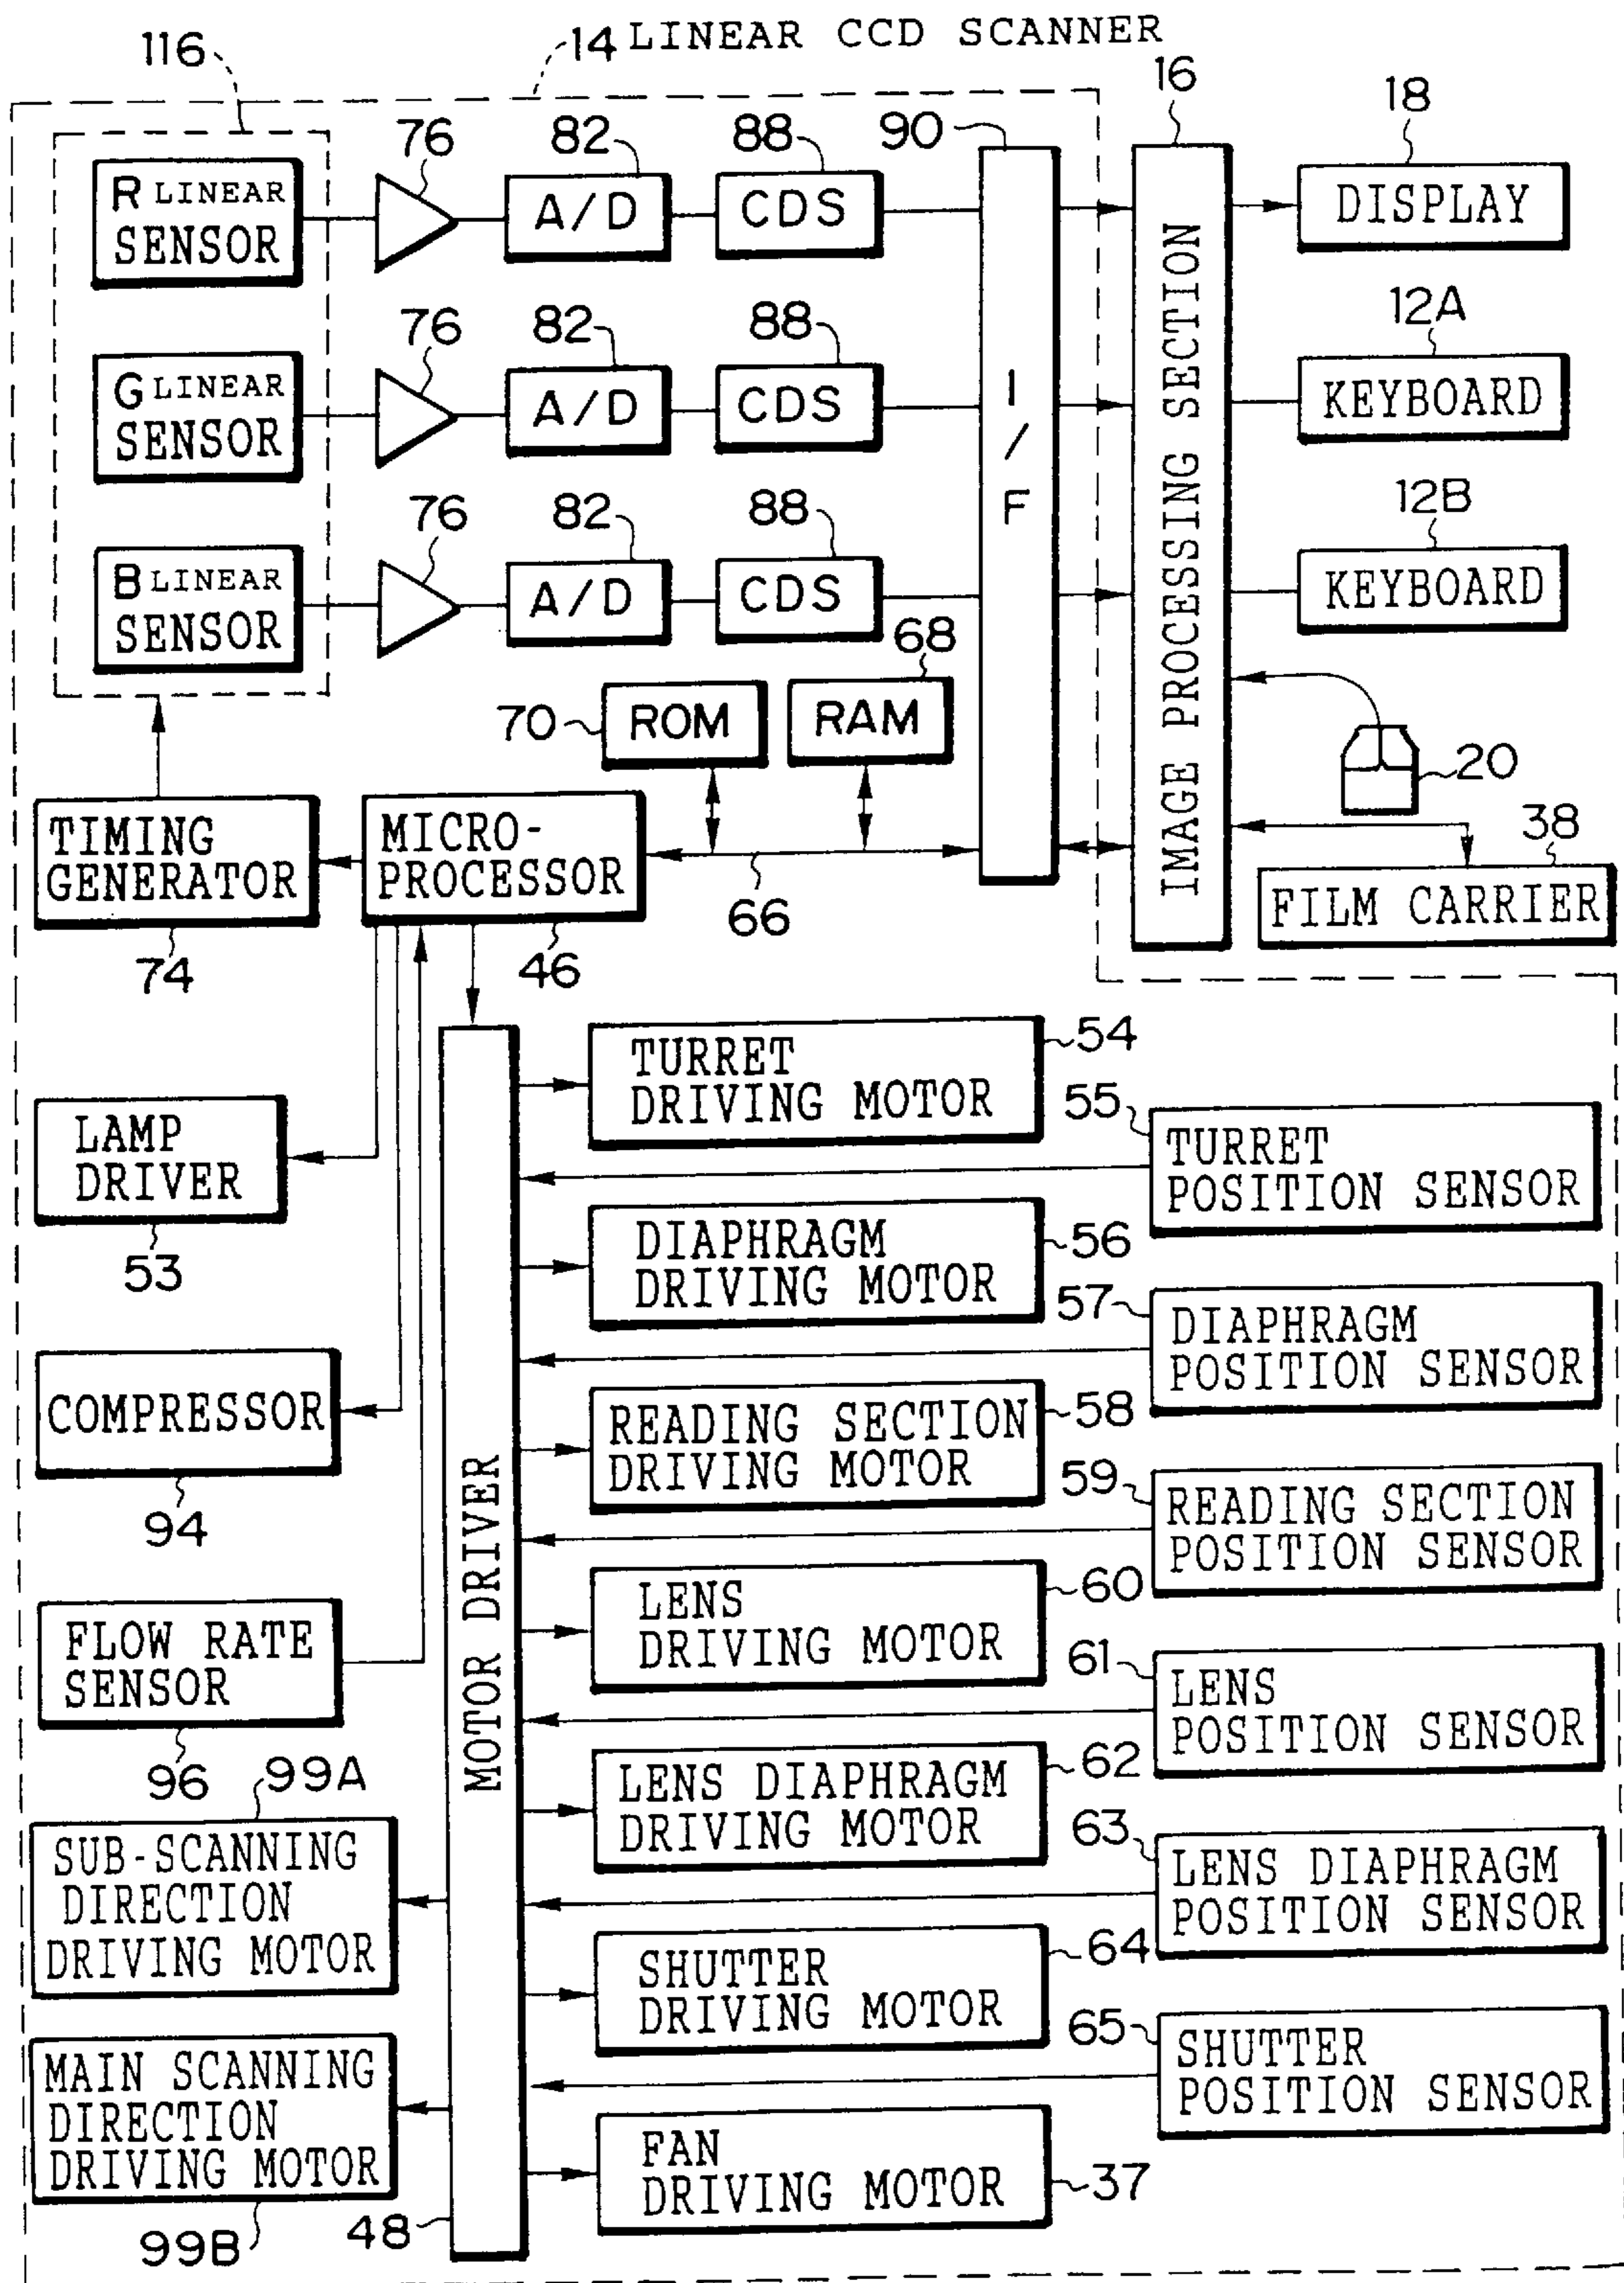 14 LINEAR CCD SCANNER
116
16
18
76
82
88
90
R LINEAR
SENSOR
A/D
CDS
DISPLAY
76
82
88
12A
G LINEAR
SENSOR
A/D
CDS
I/F
IMAGE PROCESSING SECTION
KEYBOARD
76
82
88
12B
B LINEAR
SENSOR
A/D
CDS
KEYBOARD
68
70
ROM
RAM
20
TIMING
GENERATOR
MICRO-
PROCESSOR
38
66
FILM CARRIER
74
46
TURRET
DRIVING MOTOR
54
55
TURRET
POSITION SENSOR
LAMP
DRIVER
53
DIAPHRAGM
DRIVING MOTOR
56
57
DIAPHRAGM
POSITION SENSOR
COMPRESSOR
94
READING SECTION
DRIVING MOTOR
58
59
READING SECTION
POSITION SENSOR
MOTOR DRIVER
FLOW RATE
SENSOR
96
LENS
DRIVING MOTOR
60
61
LENS
POSITION SENSOR
99A
SUB-SCANNING
DIRECTION
DRIVING MOTOR
LENS DIAPHRAGM
DRIVING MOTOR
62
63
LENS DIAPHRAGM
POSITION SENSOR
SHUTTER
DRIVING MOTOR
64
65
SHUTTER
POSITION SENSOR
MAIN SCANNING
DIRECTION
DRIVING MOTOR
99B
48
FAN
DRIVING MOTOR
37